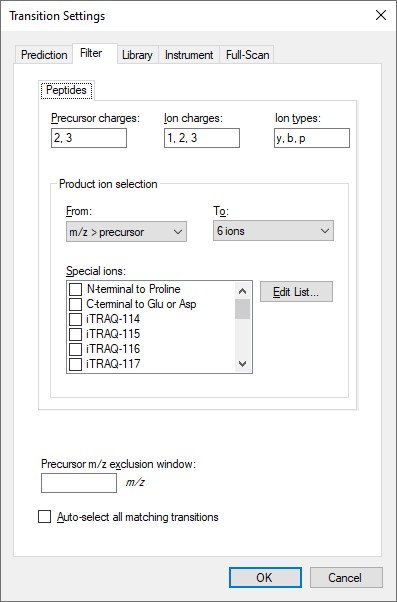 Transition Settings
Prediction Filter Library Instrument Full-Scan
Peptides
Precursor charges: Ion charges: Ion types:
2, 3 1, 2, 3 y, b, p
Product ion selection
From: To:
m/z > precursor 6 ions
Special ions:
N-terminal to Proline
Edit List...
C-terminal to Glu or Asp
iTRAQ-114
iTRAQ-115
iTRAQ-116
iTRAQ-117
Precursor m/z exclusion window:
m/z
Auto-select all matching transitions
OK Cancel